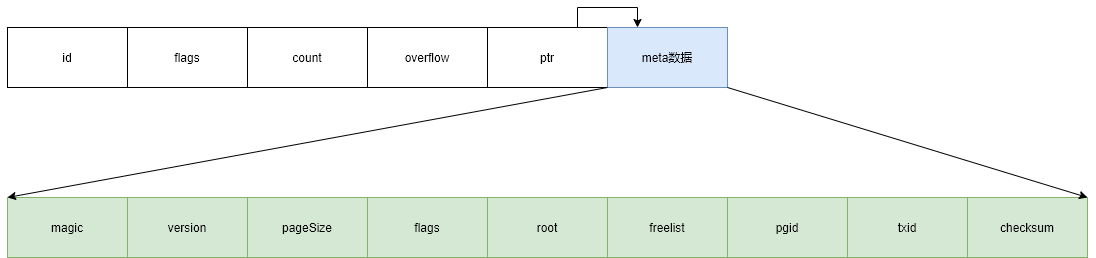 id flags count overflow ptr meta数据
magic version pageSize flags root freelist pgid txid checksum